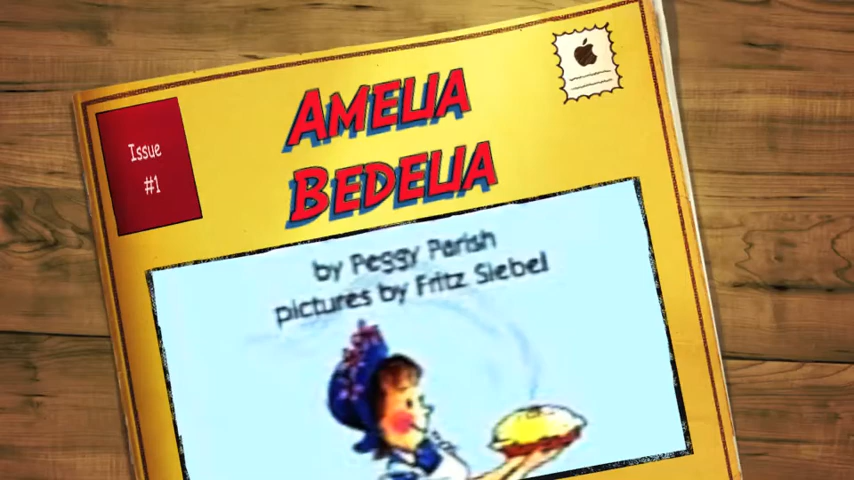 AMELIA
BEDELIA
Issue
#1
by Peggy Parish
pictures by Fritz Siebel